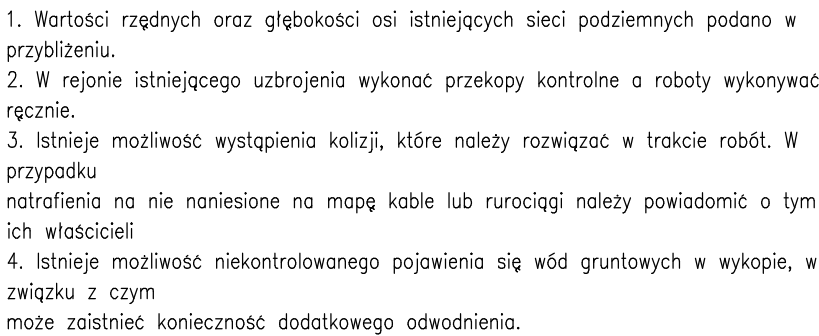 1. Wartości rzędnych oraz głębokości osi istniejących sieci podziemnych podano w
przybliżeniu.
2. W rejonie istniejącego uzbrojenia wykonać przekopy kontrolne a roboty wykonywać
ręcznie.
3. Istnieje możliwość wystąpienia kolizji, które należy rozwiązać w trakcie robót. W
przypadku
natrafienia na nie naniesione na mapę kable lub rurociągi należy powiadomić o tym
ich właścicieli
4. Istnieje możliwość niekontrolowanego pojawienia się wód gruntowych w wykopie, w
związku z czym
może zaistnieć konieczność dodatkowego odwodnienia.